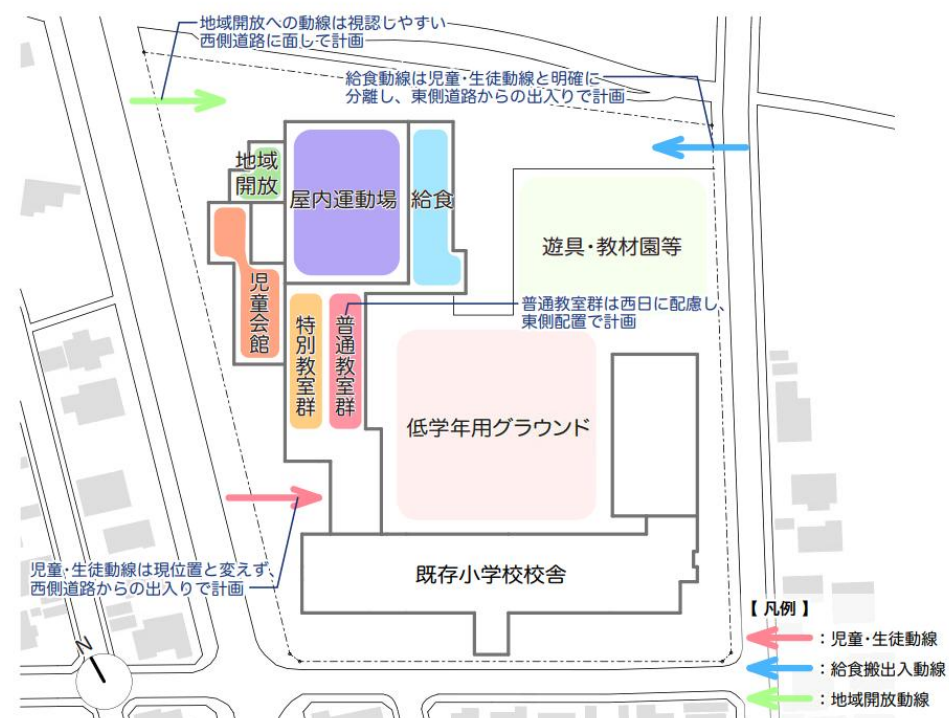 地域開放への動線は視認しやすい
西側道路に面して計画
給食動線は児童・生徒動線と明確に
分離し、東側道路からの出入りで計画
地域
開放
屋内運動場
給食
遊具・教材園等
児童会館
特別教室群
普通教室群
普通教室群は西日に配慮し、
東側配置で計画
低学年用グラウンド
児童・生徒動線は現位置と変えず、
西側道路からの出入りで計画
既存小学校校舎
N
【 凡例 】
：児童・生徒動線
：給食搬出入動線
：地域開放動線